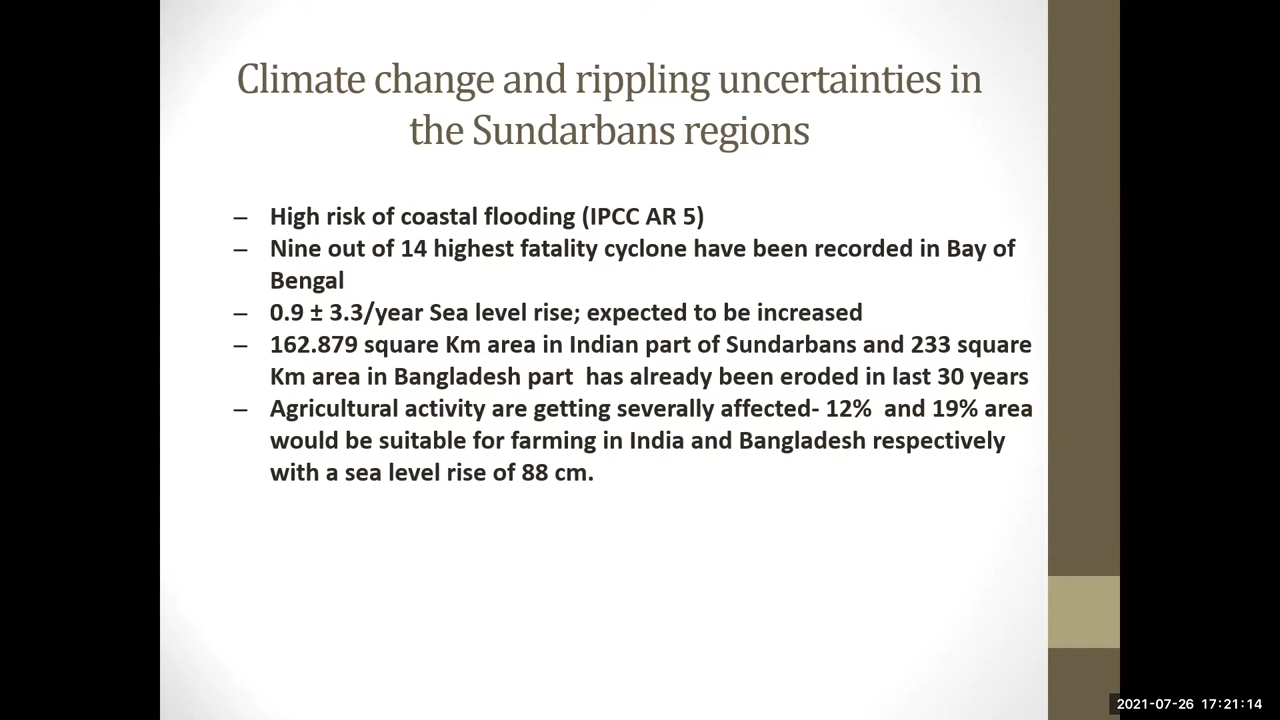 Climate change and rippling uncertainties in
the Sundarbans regions
– High risk of coastal flooding (IPCC AR 5)
– Nine out of 14 highest fatality cyclone have been recorded in Bay of
Bengal
– 0.9 ± 3.3/year Sea level rise; expected to be increased
– 162.879 square Km area in Indian part of Sundarbans and 233 square
Km area in Bangladesh part  has already been eroded in last 30 years
– Agricultural activity are getting severally affected- 12%  and 19% area
would be suitable for farming in India and Bangladesh respectively
with a sea level rise of 88 cm.
2021-07-26 17:21:14